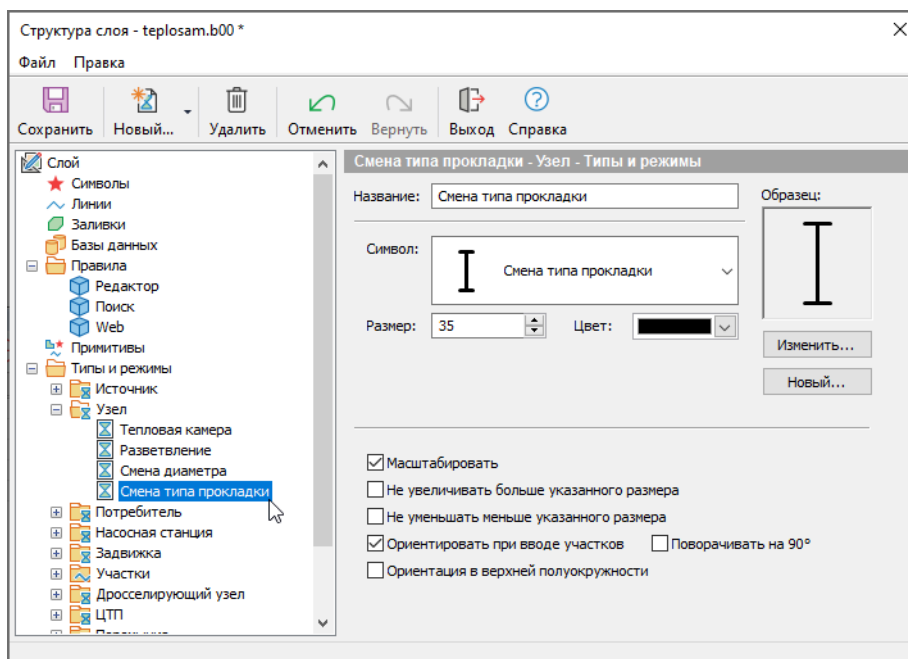 Структура слоя - teplosam.b00 *
Файл Правка
Сохранить Новый... Удалить Отменить Вернуть Выход Справка
Слой
Символы
Линии
Заливки
Базы данных
Правила
Редактор
Поиск
Web
Примитивы
Типы и режимы
Источник
Узел
Тепловая камера
Разветвление
Смена диаметра
Смена типа прокладки
Потребитель
Насосная станция
Задвижка
Участки
Дросселирующий узел
ЦТП
Смена типа прокладки - Узел - Типы и режимы
Название: Смена типа прокладки
Образец:
Символ: Смена типа прокладки
Размер: 35 Цвет:
Изменить...
Новый...
Масштабировать
Не увеличивать больше указанного размера
Не уменьшать меньше указанного размера
Ориентировать при вводе участков Поворачивать на 90°
Ориентация в верхней полуокружности